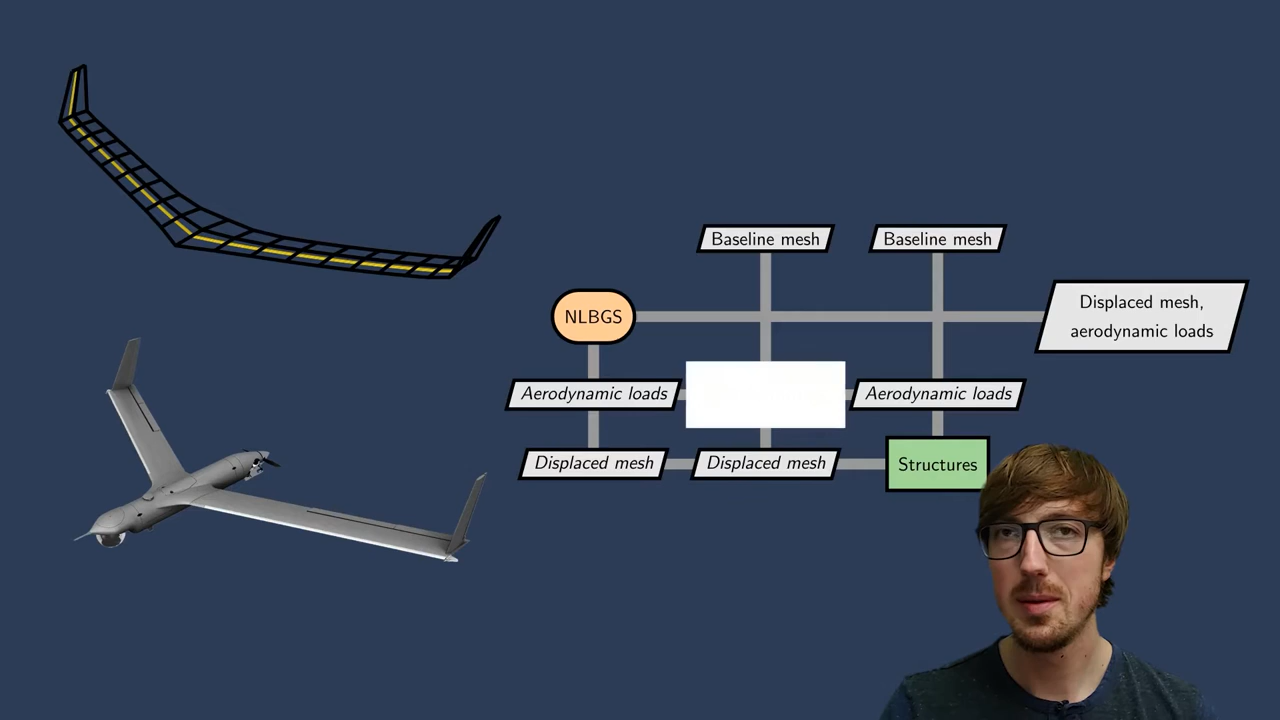 Baseline mesh
Baseline mesh
NLBGS
Displaced mesh,
aerodynamic loads
Aerodynamic loads
Aerodynamic loads
Displaced mesh
Displaced mesh
Structures